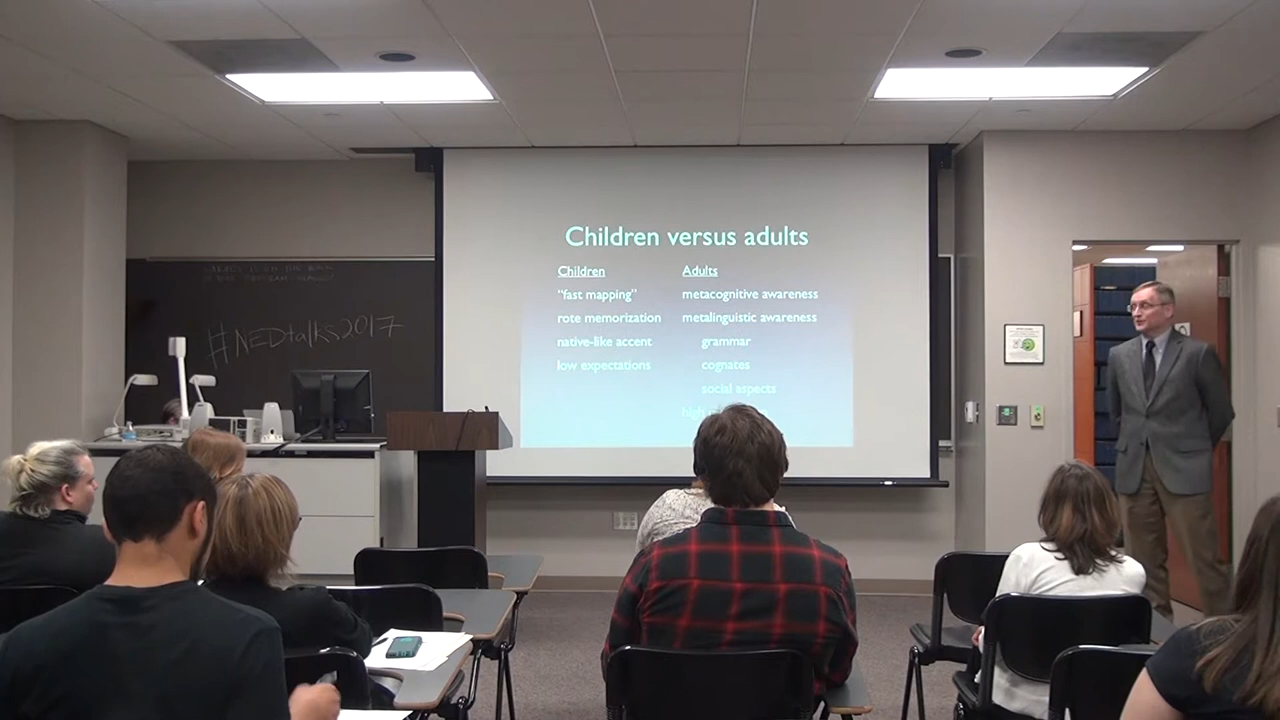 Children versus adults
Children
"fast mapping"
rote memorization
native-like accent
low expectations
Adults
metacognitive awareness
metalinguistic awareness
grammar
cognates
social aspects
high
#NEDtalks2017